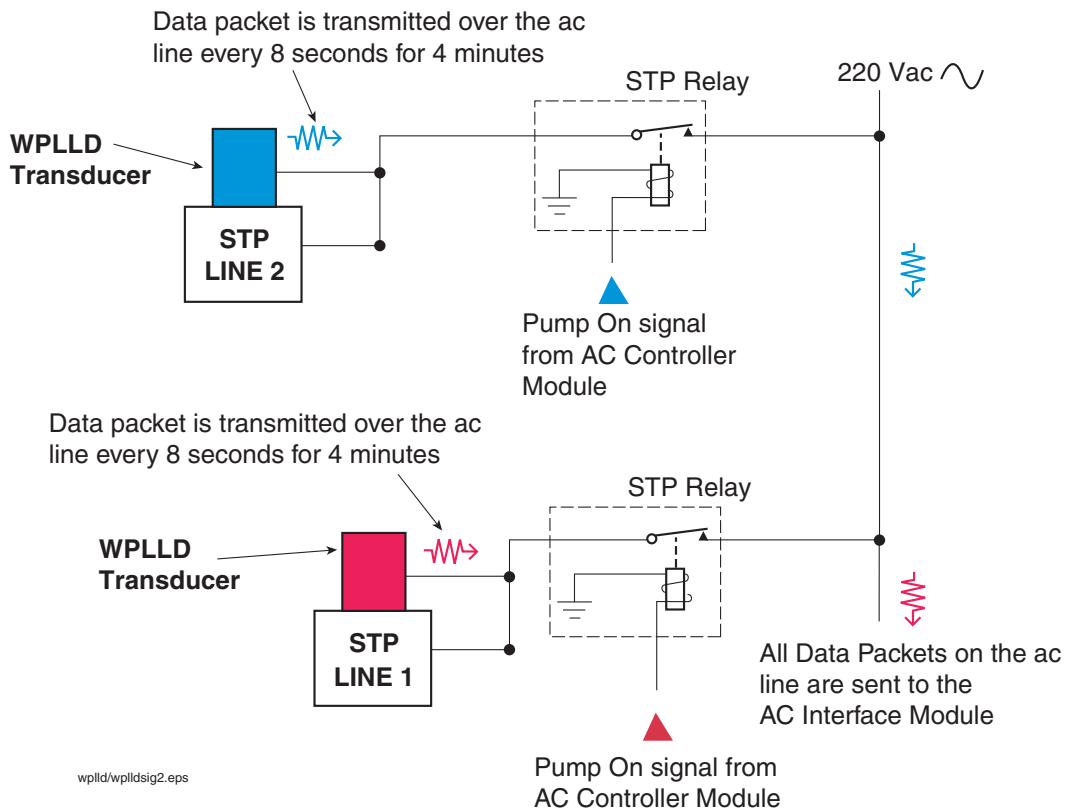 Data packet is transmitted over the ac
line every 8 seconds for 4 minutes
220 Vac
STP Relay
WPLLD
Transducer
STP
LINE 2
Pump On signal
from AC Controller
Module
Data packet is transmitted over the ac
line every 8 seconds for 4 minutes
STP Relay
WPLLD
Transducer
STP
LINE 1
All Data Packets on the ac
line are sent to the
AC Interface Module
Pump On signal from
AC Controller Module
wplld/wplldsig2.eps